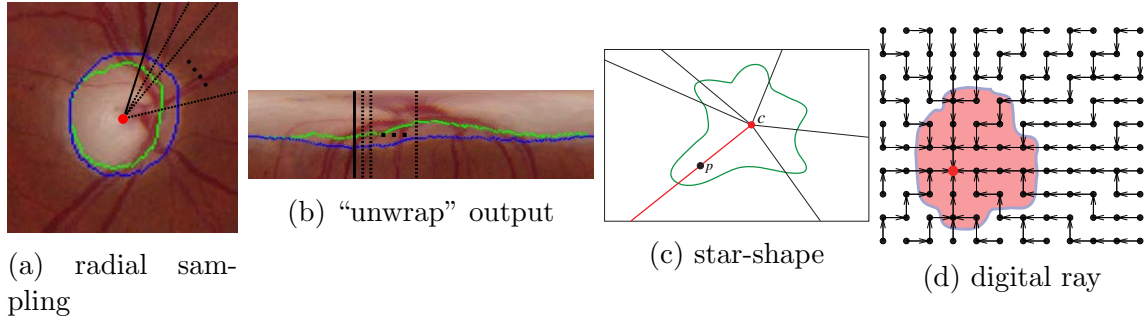 c
p
(a) radial sam-
pling
(b) “unwrap” output
(c) star-shape
(d) digital ray